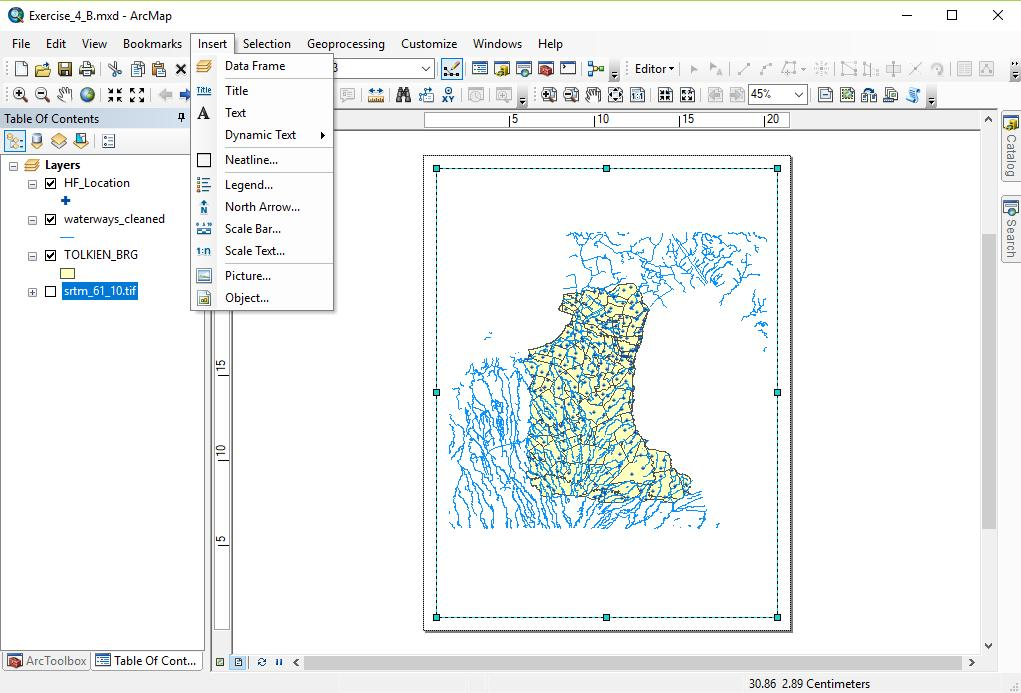 Exercise_4_B.mxd - ArcMap
File Edit View Bookmarks Insert Selection Geoprocessing Customize Windows Help
Editor
45%
Table Of Contents
Layers
HF_Location
waterways_cleaned
TOLKIEN_BRG
srtm_61_10.tif
Data Frame
Title Title
A Text
Dynamic Text
Neatline...
Legend...
N North Arrow...
Scale Bar...
1:n Scale Text...
Picture...
Object...
5 10 15 20
15
10
5
Catalog
Search
ArcToolbox Table Of Cont...
30.86 2.89 Centimeters